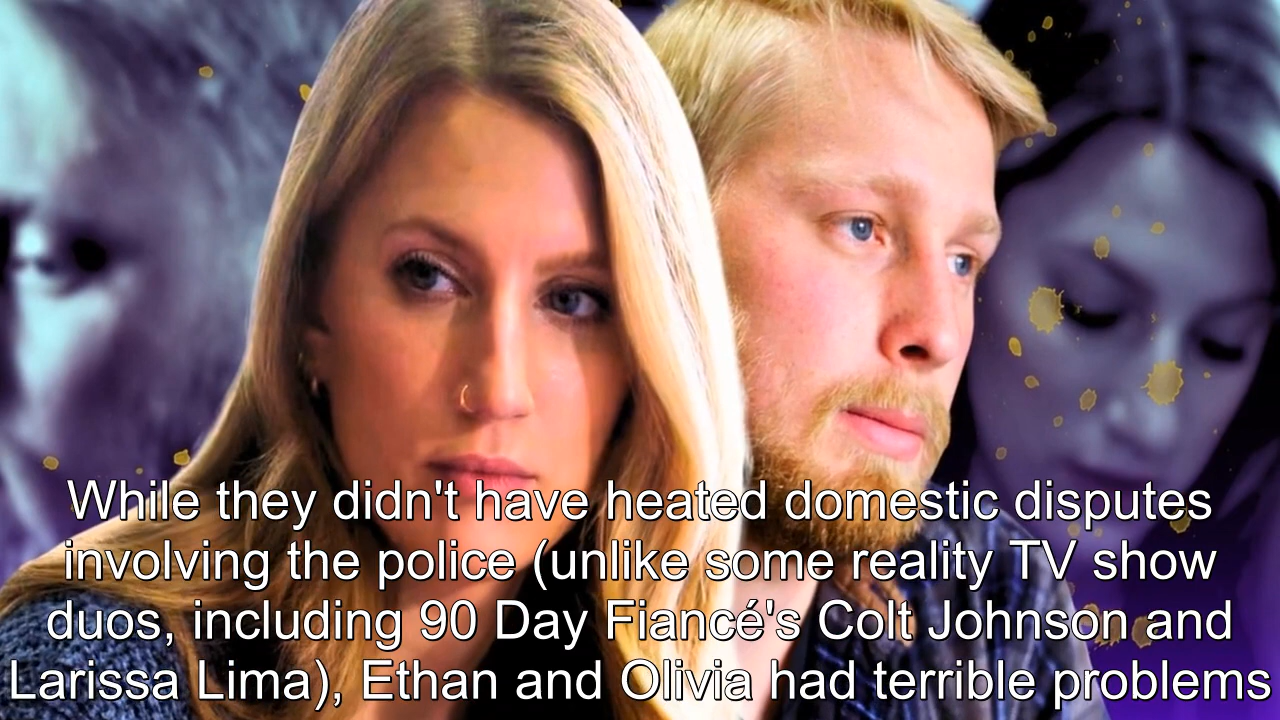 While they didn't have heated domestic disputes
involving the police (unlike some reality TV show
duos, including 90 Day Fiancé's Colt Johnson and
Larissa Lima), Ethan and Olivia had terrible problems